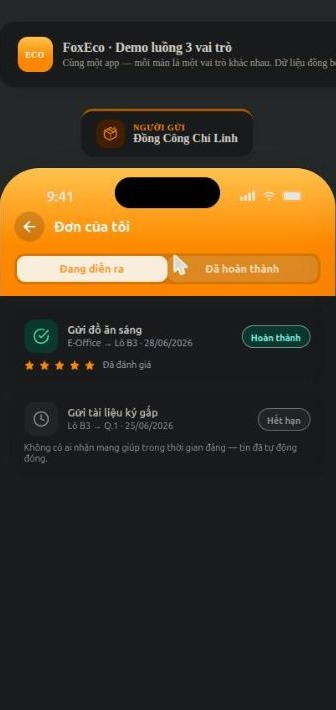 ECO
FoxEco · Demo luồng 3 vai trò
Cùng một app — mỗi màn là một vai trò khác nhau. Dữ liệu đồng
NGƯỜI GỬI
Đồng Công Chí Linh
9:41
Đơn của tôi
Đang diễn ra
Đã hoàn thành
Gửi đồ ăn sáng
E-Office → Lô B3 · 28/06/2026
Hoàn thành
Đã đánh giá
Gửi tài liệu ký gấp
Lô B3 → Q.1 · 25/06/2026
Hết hạn
Không có ai nhận mang giúp trong thời gian đăng — tin đã tự động
đóng.